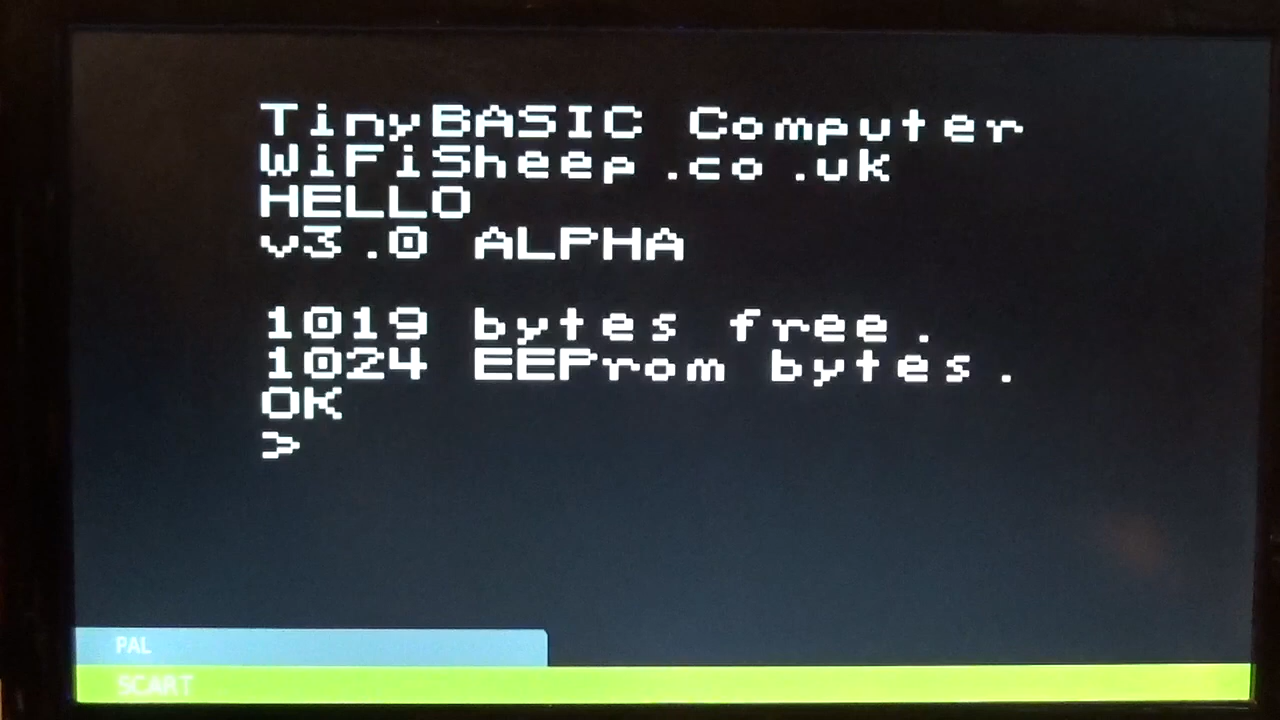 TinyBASIC Computer
WiFiSheep.co.uk
HELLO
v3.0 ALPHA
1019 bytes free.
1024 EEProm bytes.
OK
>
PAL
SCART